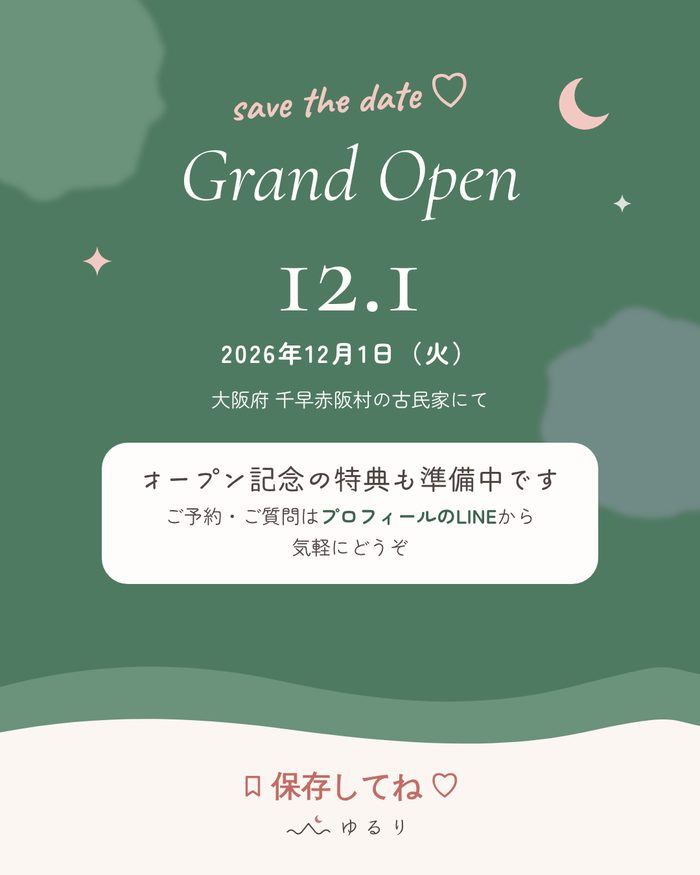 save the date ♡
Grand Open
12.1
2026年12月1日（火）
大阪府 千早赤阪村の古民家にて
オープン記念の特典も準備中です
ご予約・ご質問はプロフィールのLINEから
気軽にどうぞ
保存してね ♡
ゆるり